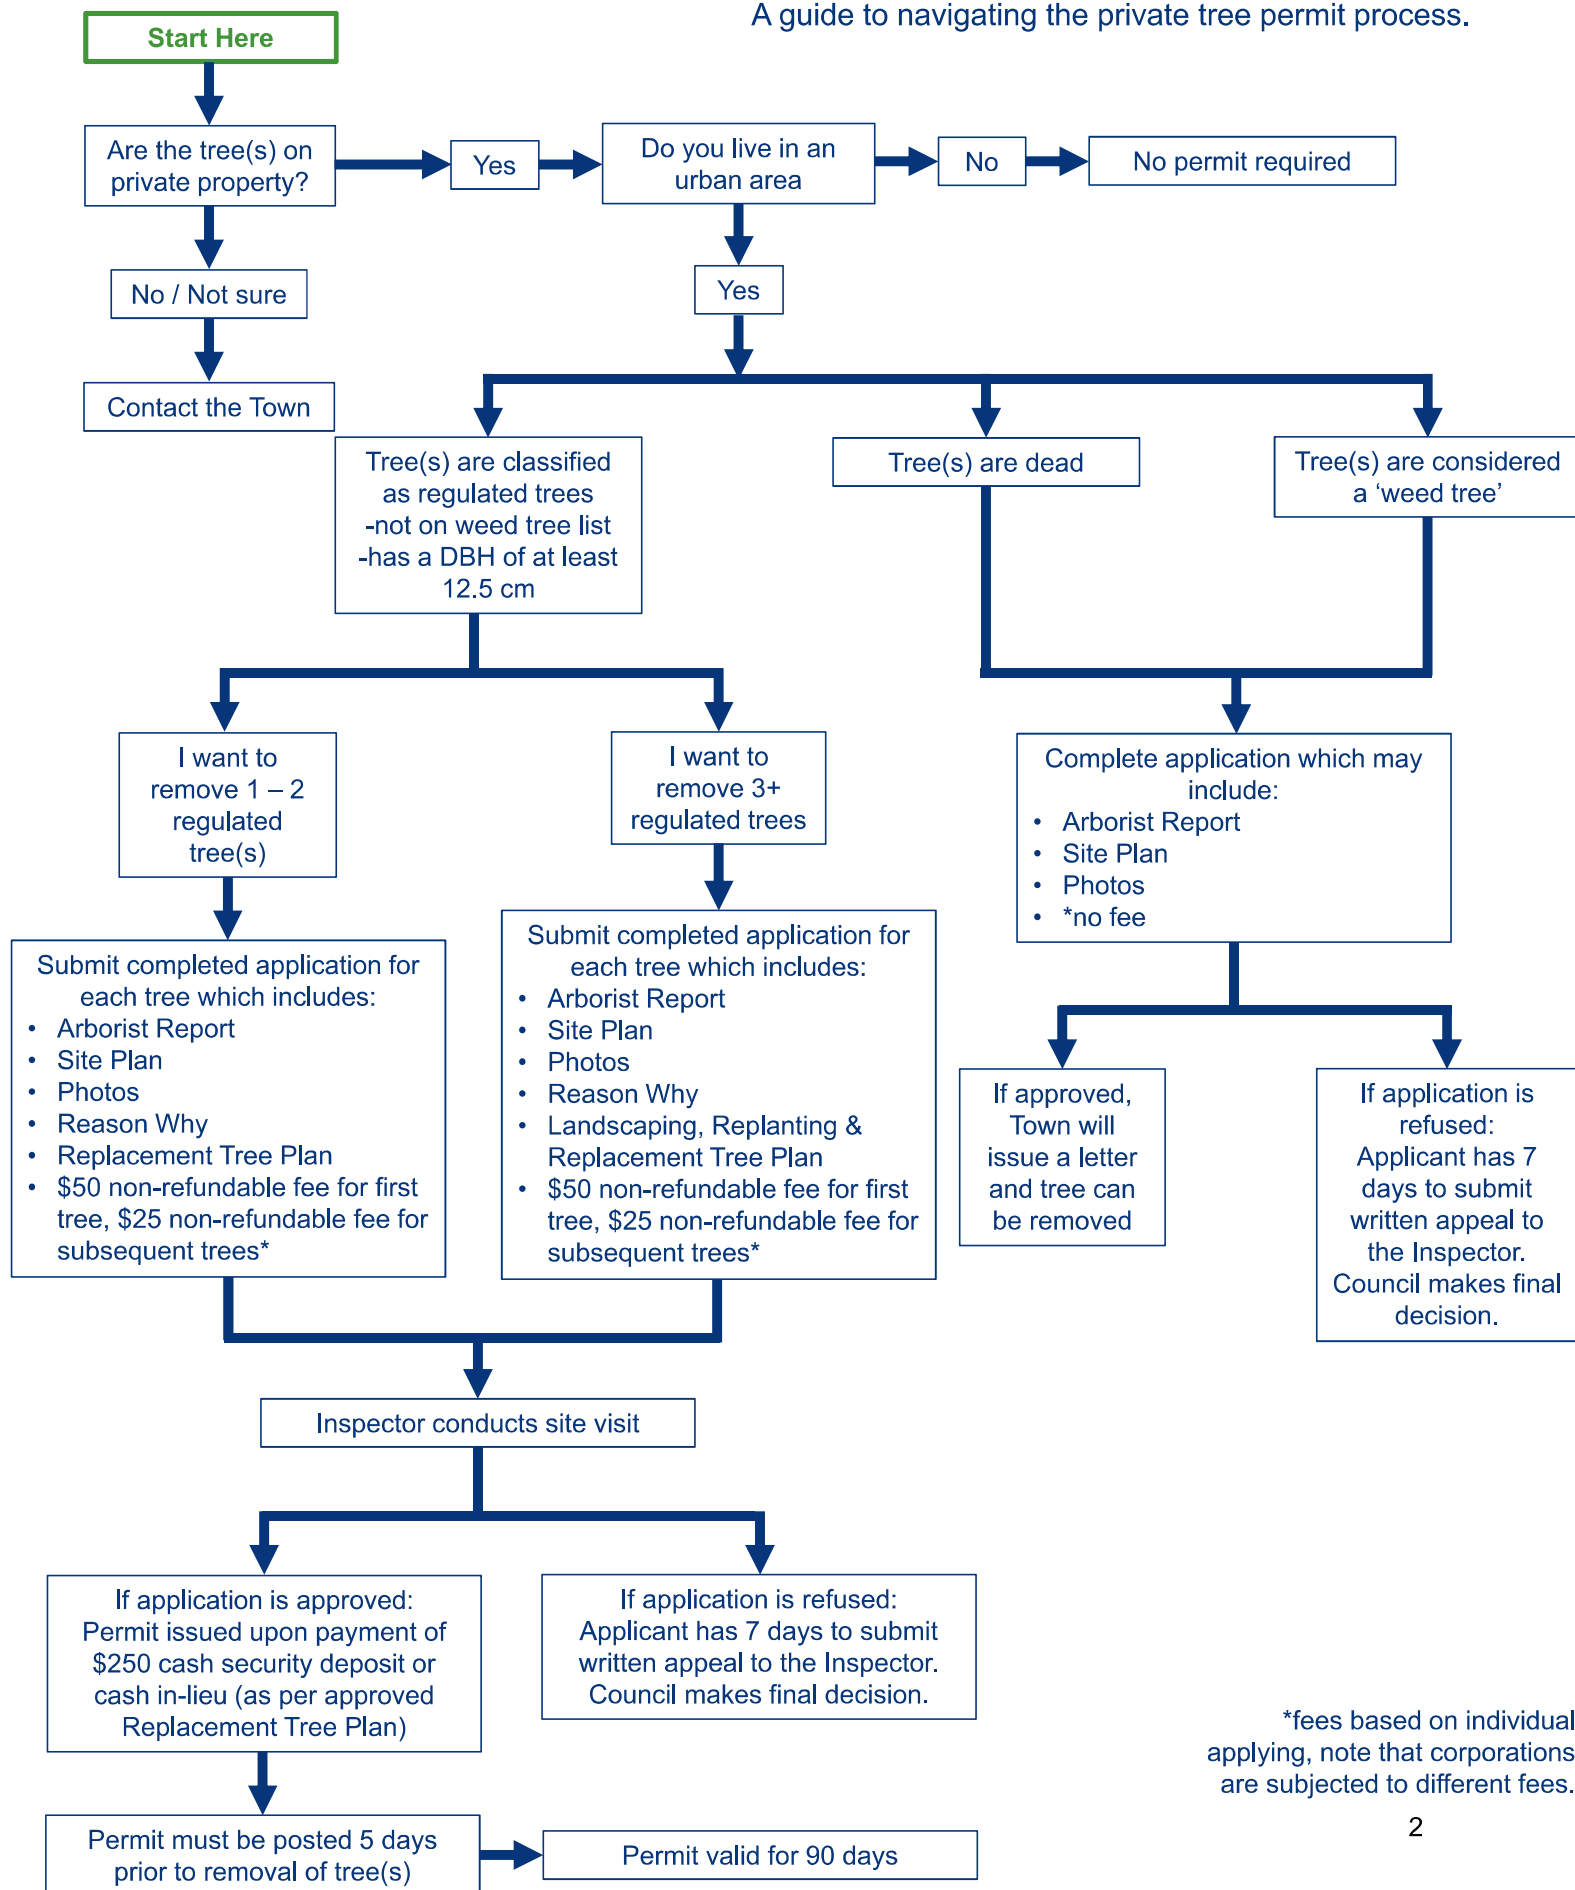 A guide to navigating the private tree permit process.
Start Here
Are the tree(s) on
private property?
Yes
Do you live in an
urban area
No
No permit required
No / Not sure
Yes
Contact the Town
Tree(s) are classified
as regulated trees
-not on weed tree list
-has a DBH of at least
12.5 cm
Tree(s) are dead
Tree(s) are considered
a ‘weed tree’
I want to
remove 1 – 2
regulated
tree(s)
I want to
remove 3+
regulated trees
Complete application which may
include:
• Arborist Report
• Site Plan
• Photos
• *no fee
Submit completed application for
each tree which includes:
• Arborist Report
• Site Plan
• Photos
• Reason Why
• Replacement Tree Plan
• $50 non-refundable fee for first
tree, $25 non-refundable fee for
subsequent trees*
Submit completed application for
each tree which includes:
• Arborist Report
• Site Plan
• Photos
• Reason Why
• Landscaping, Replanting &
Replacement Tree Plan
• $50 non-refundable fee for first
tree, $25 non-refundable fee for
subsequent trees*
If approved,
Town will
issue a letter
and tree can
be removed
If application is
refused:
Applicant has 7
days to submit
written appeal to
the Inspector.
Council makes final
decision.
Inspector conducts site visit
If application is approved:
Permit issued upon payment of
$250 cash security deposit or
cash in-lieu (as per approved
Replacement Tree Plan)
If application is refused:
Applicant has 7 days to submit
written appeal to the Inspector.
Council makes final decision.
Permit must be posted 5 days
prior to removal of tree(s)
Permit valid for 90 days
*fees based on individual
applying, note that corporations
are subjected to different fees.
2